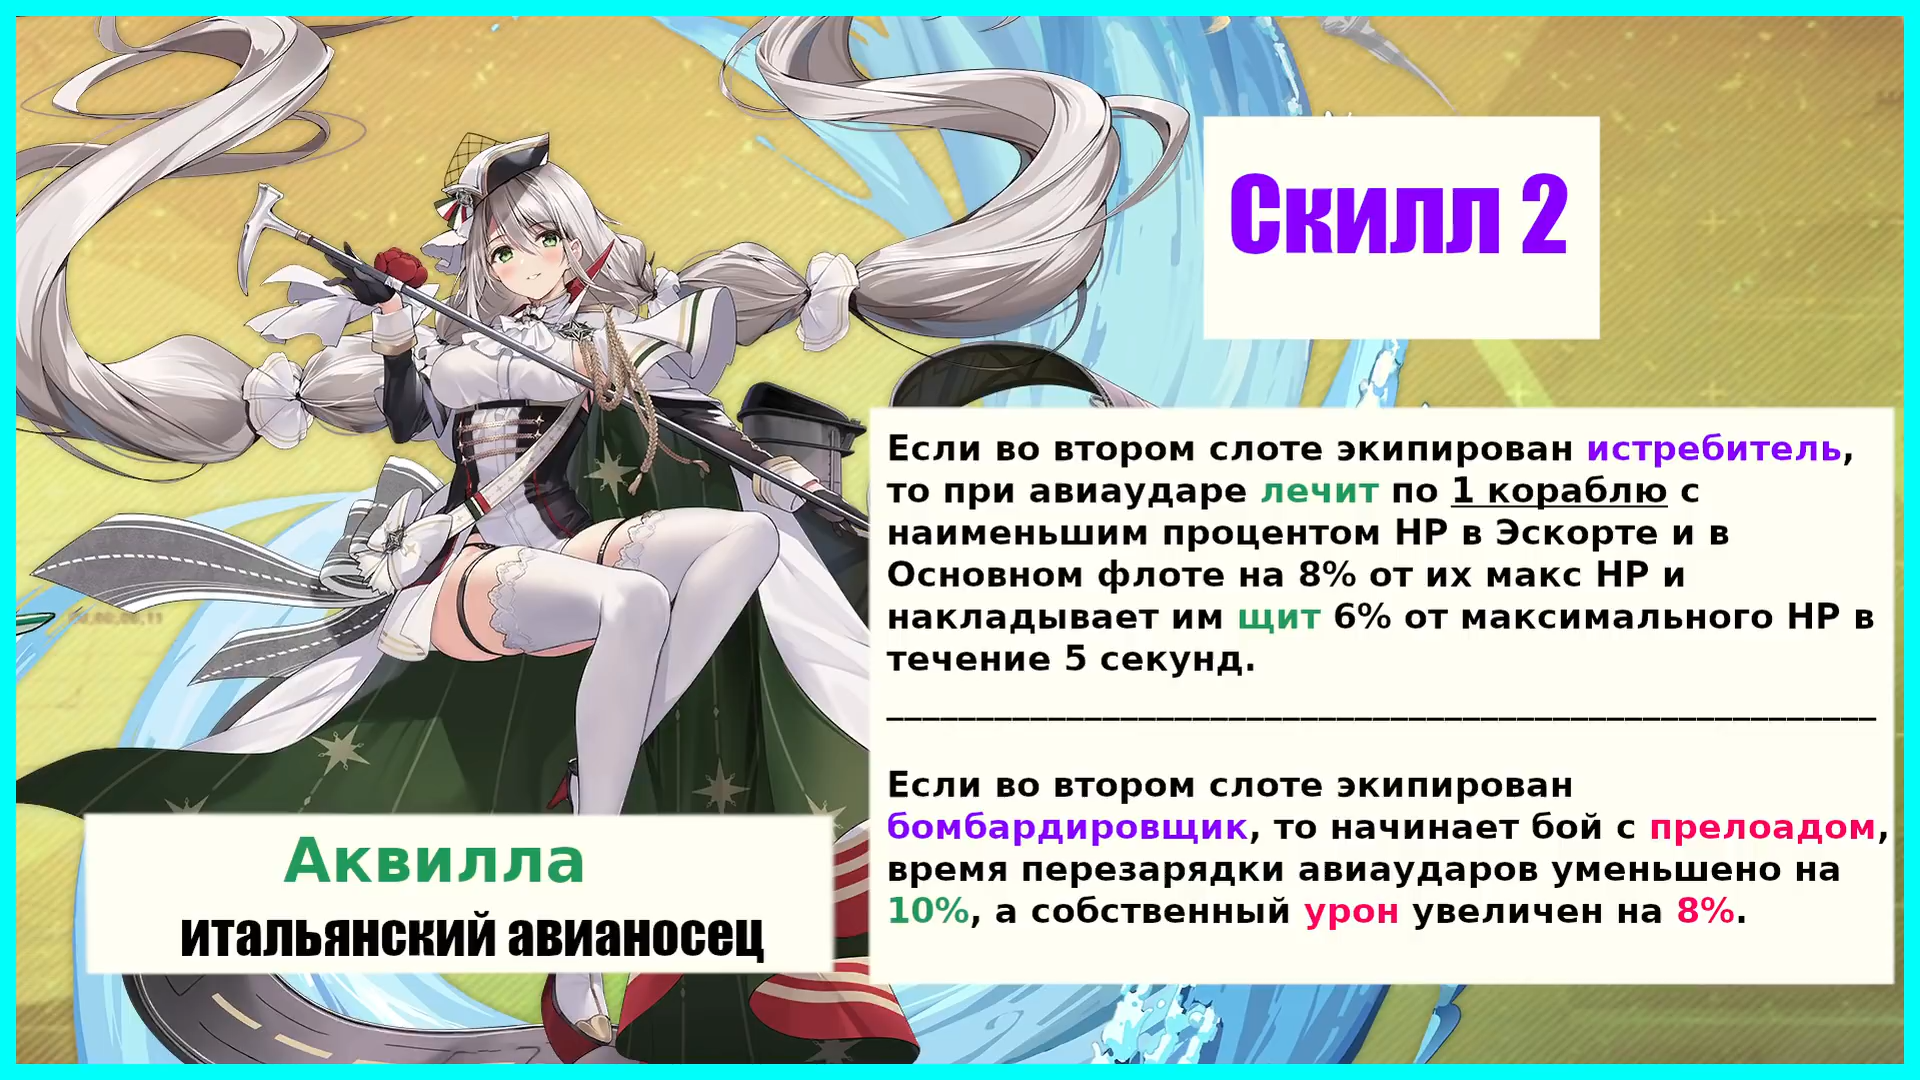 Скилл 2
Если во втором слоте экипирован истребитель,
то при авиаударе лечит по 1 кораблю с
наименьшим процентом HP в Эскорте и в
Основном флоте на 8% от их макс HP и
накладывает им щит 6% от максимального HP в
течение 5 секунд.
Если во втором слоте экипирован
бомбардировщик, то начинает бой с прелоадом,
время перезарядки авиаударов уменьшено на
10%, а собственный урон увеличен на 8%.
Аквилла
итальянский авианосец